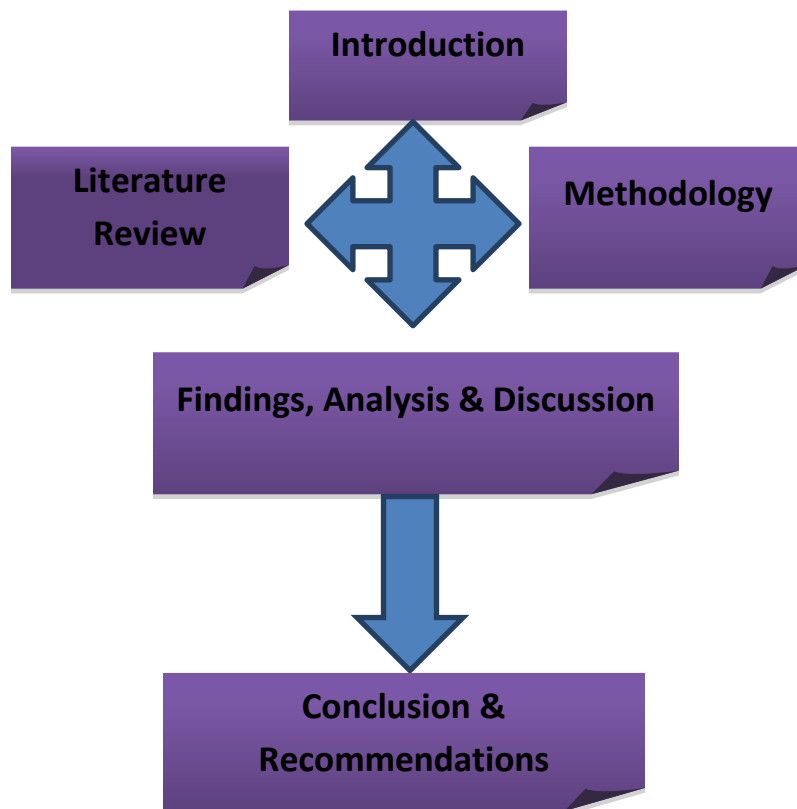 Introduction
Literature
Review
Methodology
Findings, Analysis & Discussion
Conclusion &
Recommendations